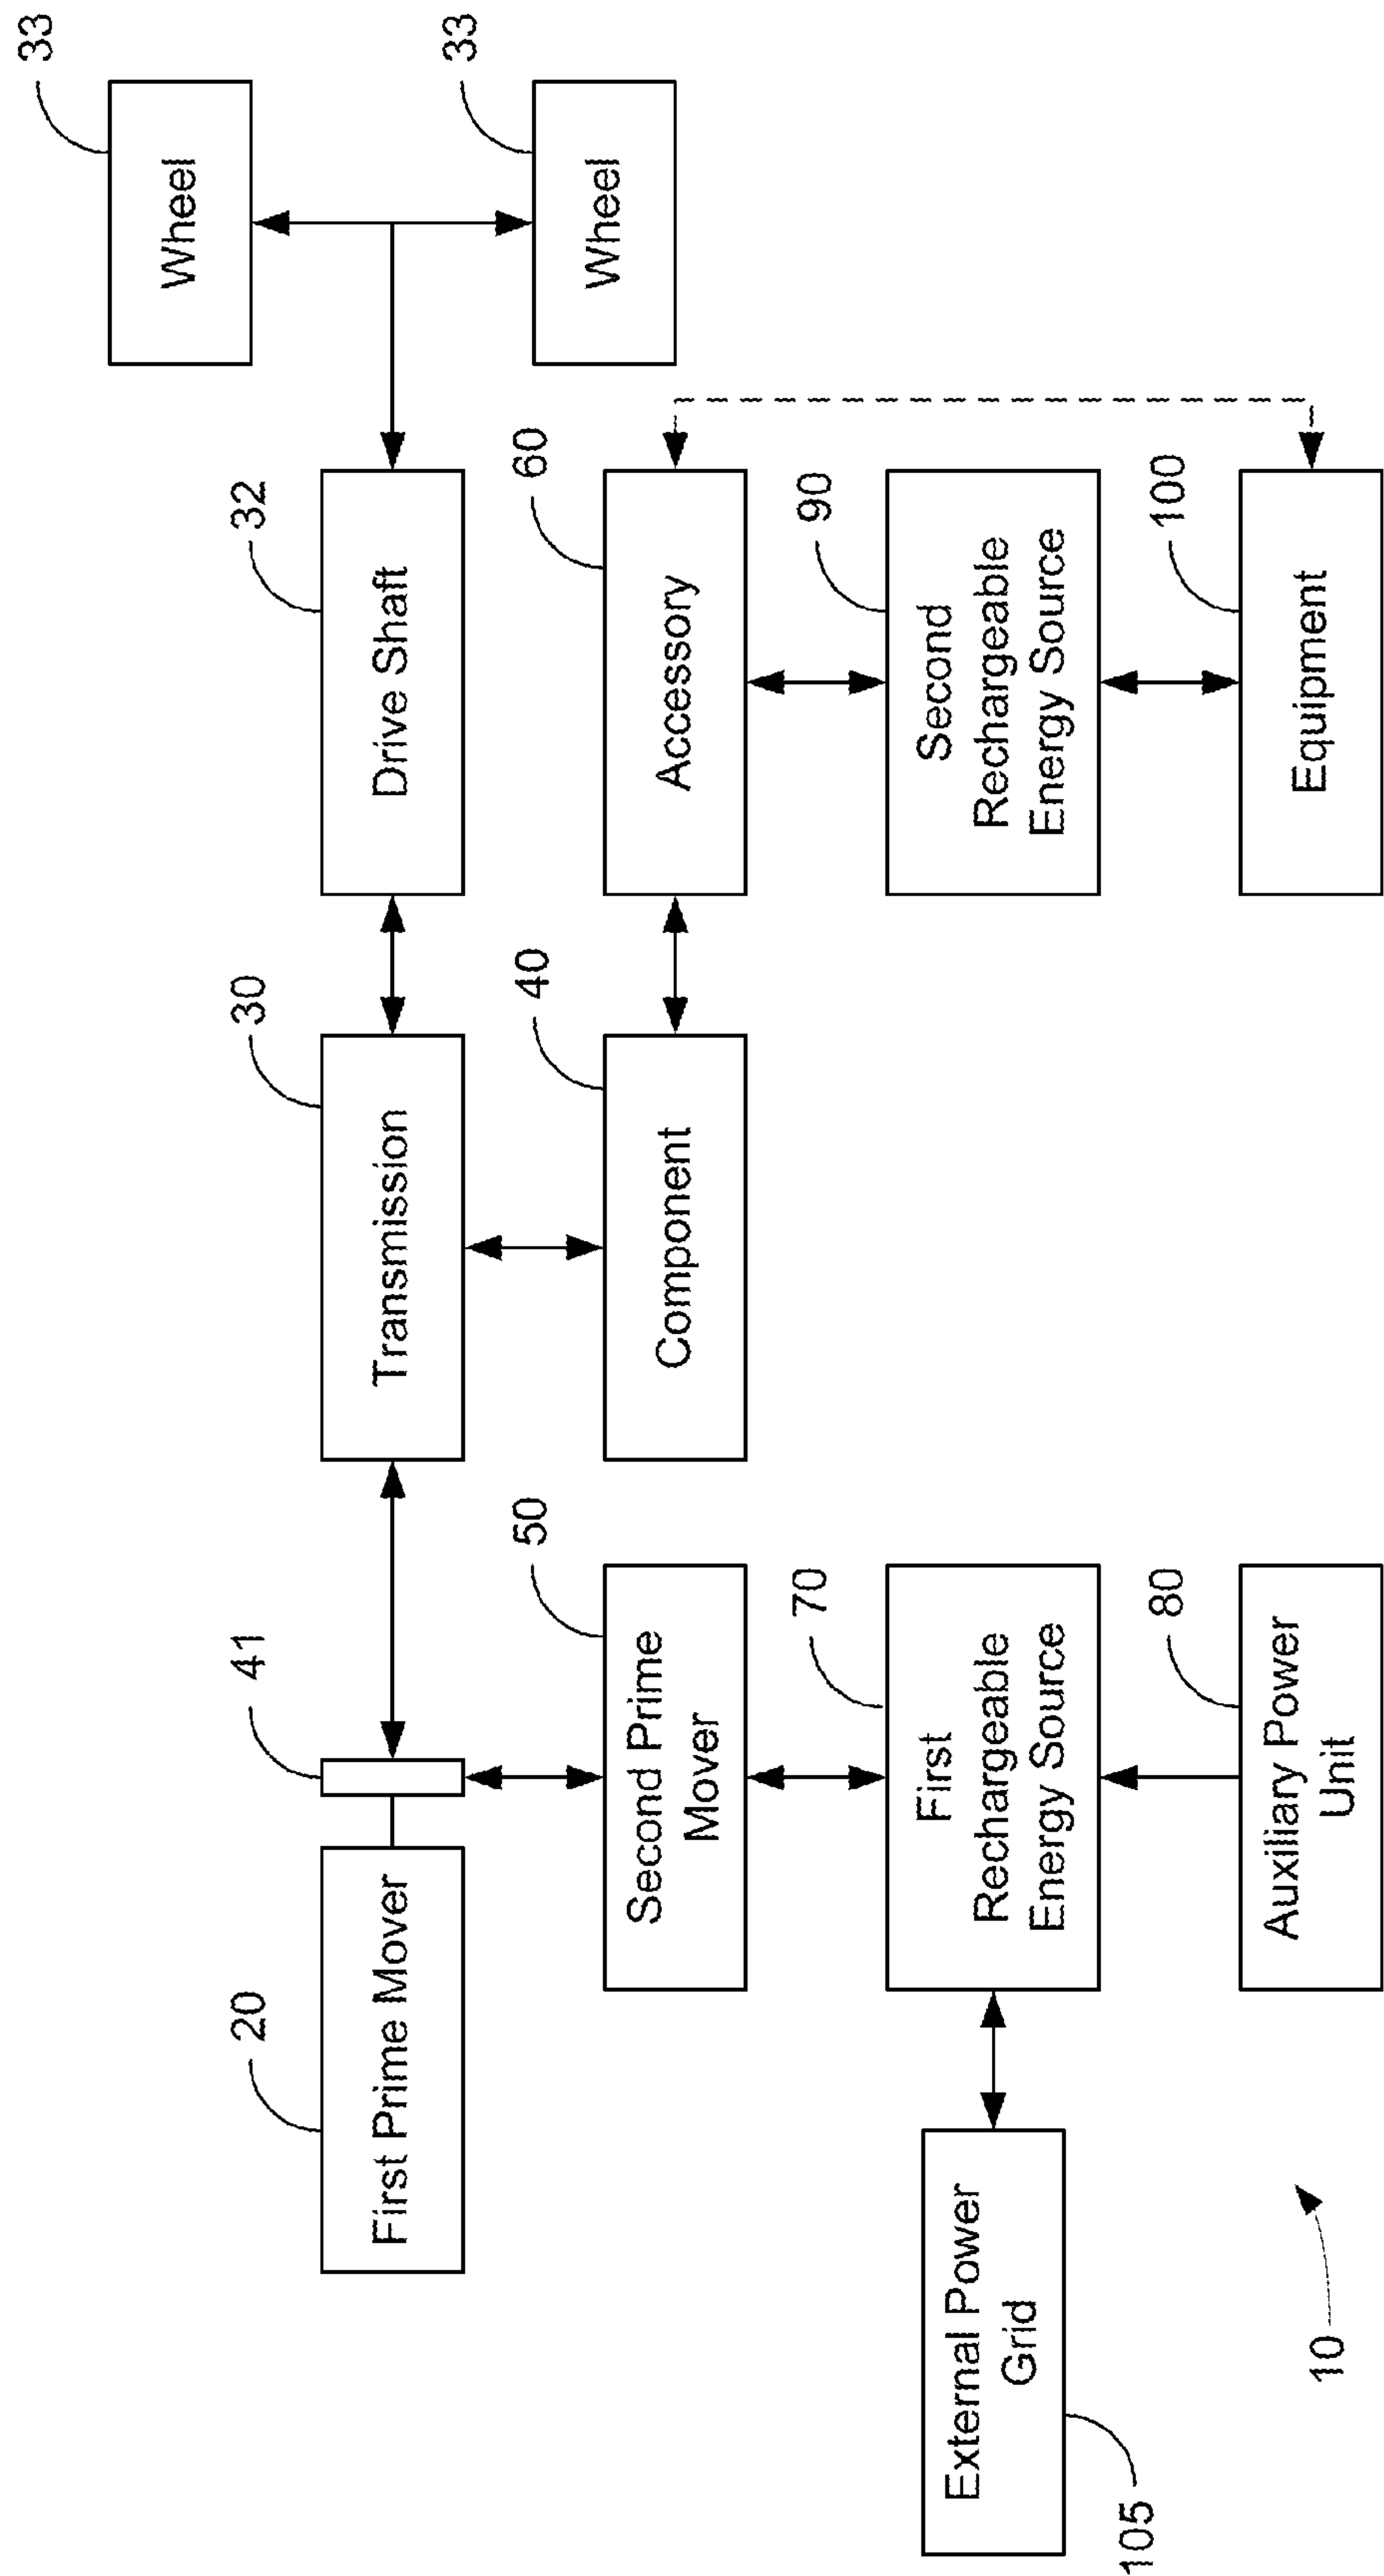 20
First Prime Mover
41
30
Transmission
32
Drive Shaft
33
Wheel
33
Wheel
50
Second Prime
Mover
40
Component
60
Accessory
External Power
Grid
105
70
First
Rechargeable
Energy Source
90
Second
Rechargeable
Energy Source
10
80
Auxiliary Power
Unit
100
Equipment